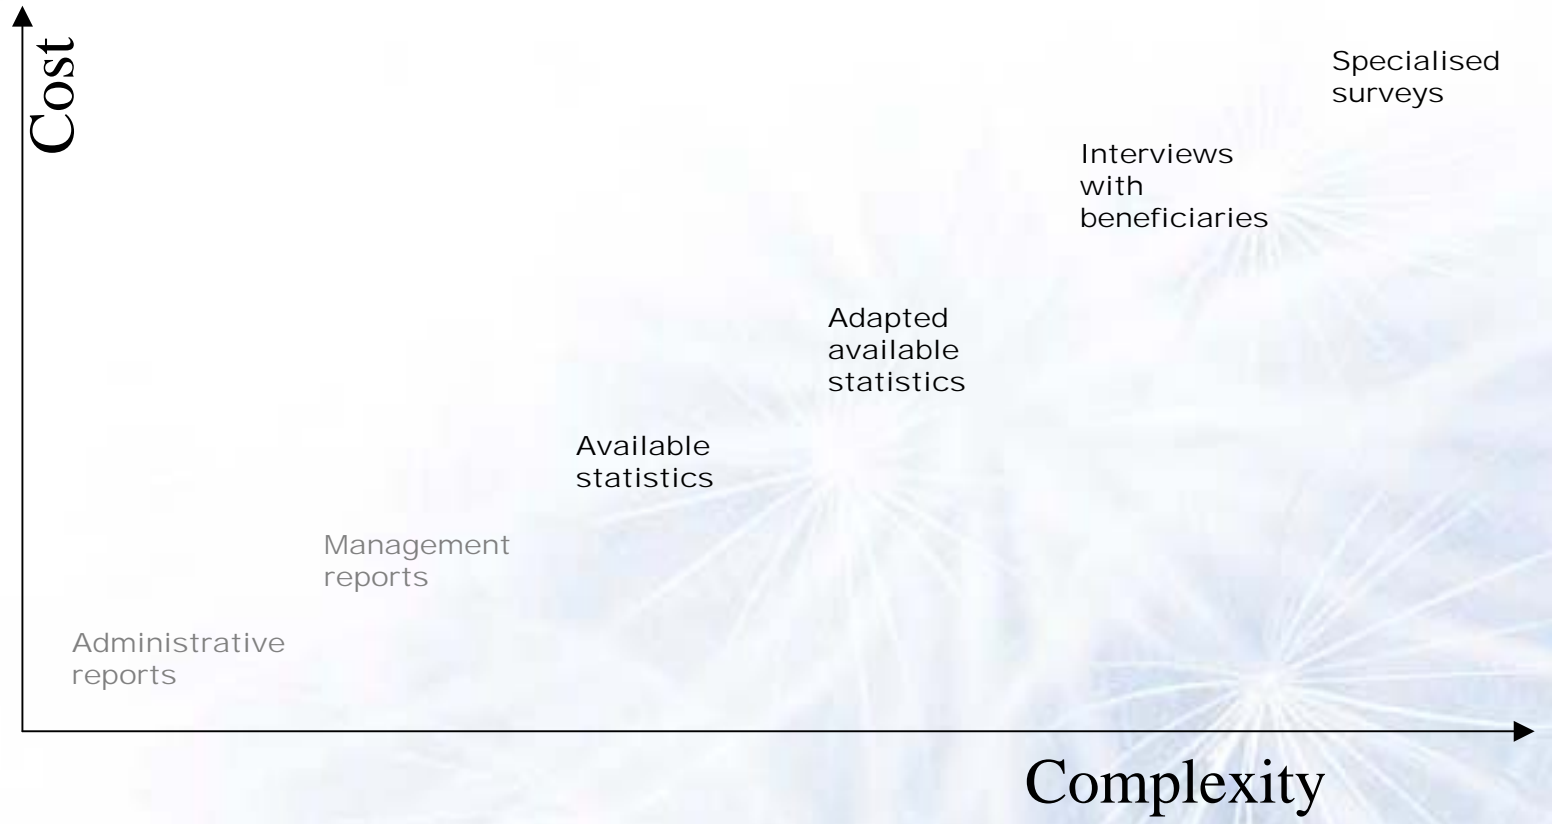 Cost
Specialised
surveys
Interviews
with
beneficiaries
Adapted
available
statistics
Available
statistics
Management
reports
Administrative
reports
Complexity